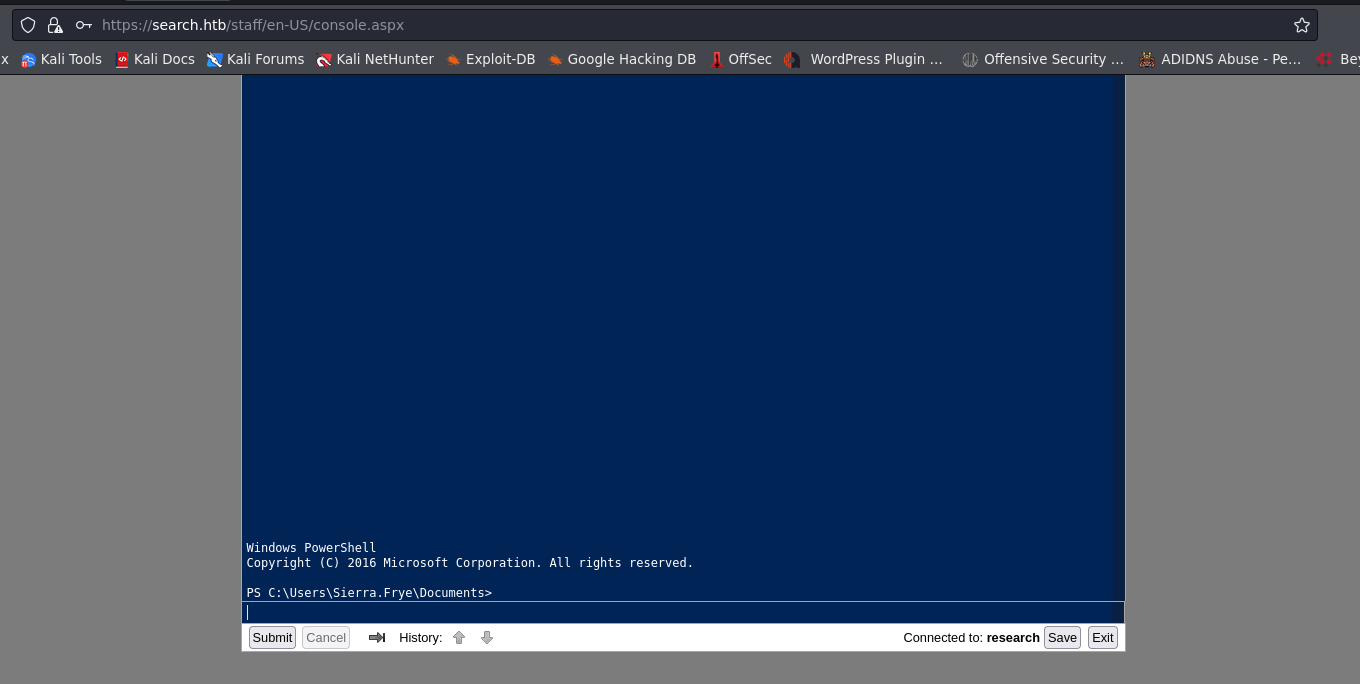 https://search.htb/staff/en-US/console.aspx
x Kali Tools Kali Docs Kali Forums Kali NetHunter Exploit-DB Google Hacking DB OffSec WordPress Plugin ... Offensive Security ... ADIDNS Abuse - Pe... Bey
Windows PowerShell
Copyright (C) 2016 Microsoft Corporation. All rights reserved.
PS C:\Users\Sierra.Frye\Documents>
Submit Cancel History: Connected to: research Save Exit